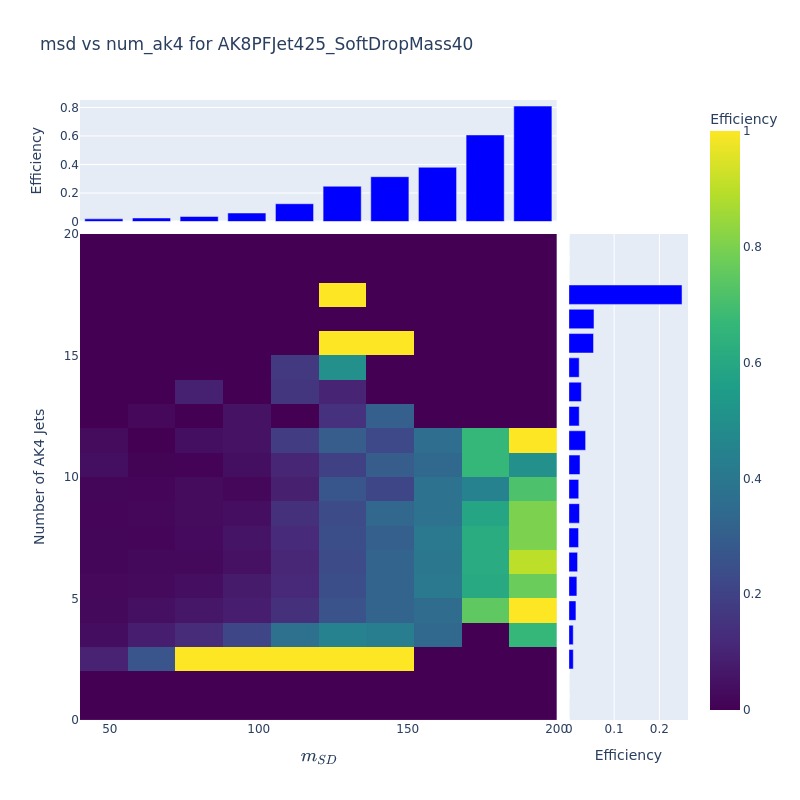 msd vs num_ak4 for AK8PFJet425_SoftDropMass40
Efficiency
0.8
0.6
0.4
0.2
0
Efficiency
1
0.8
0.6
0.4
0.2
0
Number of AK4 Jets
20
15
10
5
0
50 100 150 200
m_SD
0 0.1 0.2
Efficiency